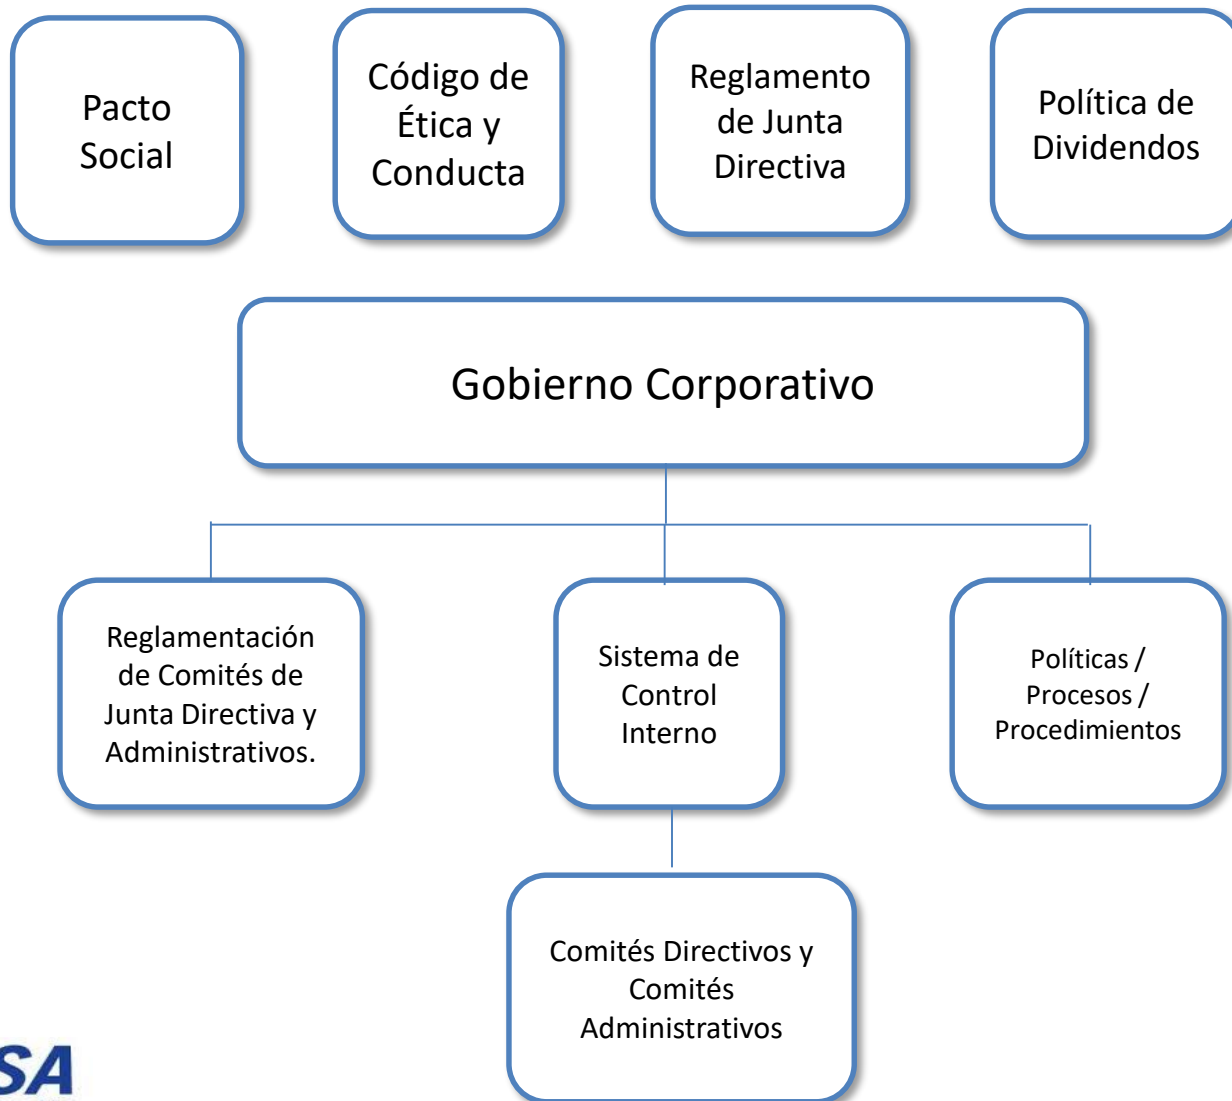 Pacto
Social
Código de
Ética y
Conducta
Reglamento
de Junta
Directiva
Política de
Dividendos
Gobierno Corporativo
Reglamentación
de Comités de
Junta Directiva y
Administrativos.
Sistema de
Control
Interno
Políticas /
Procesos /
Procedimientos
Comités Directivos y
Comités
Administrativos
SA